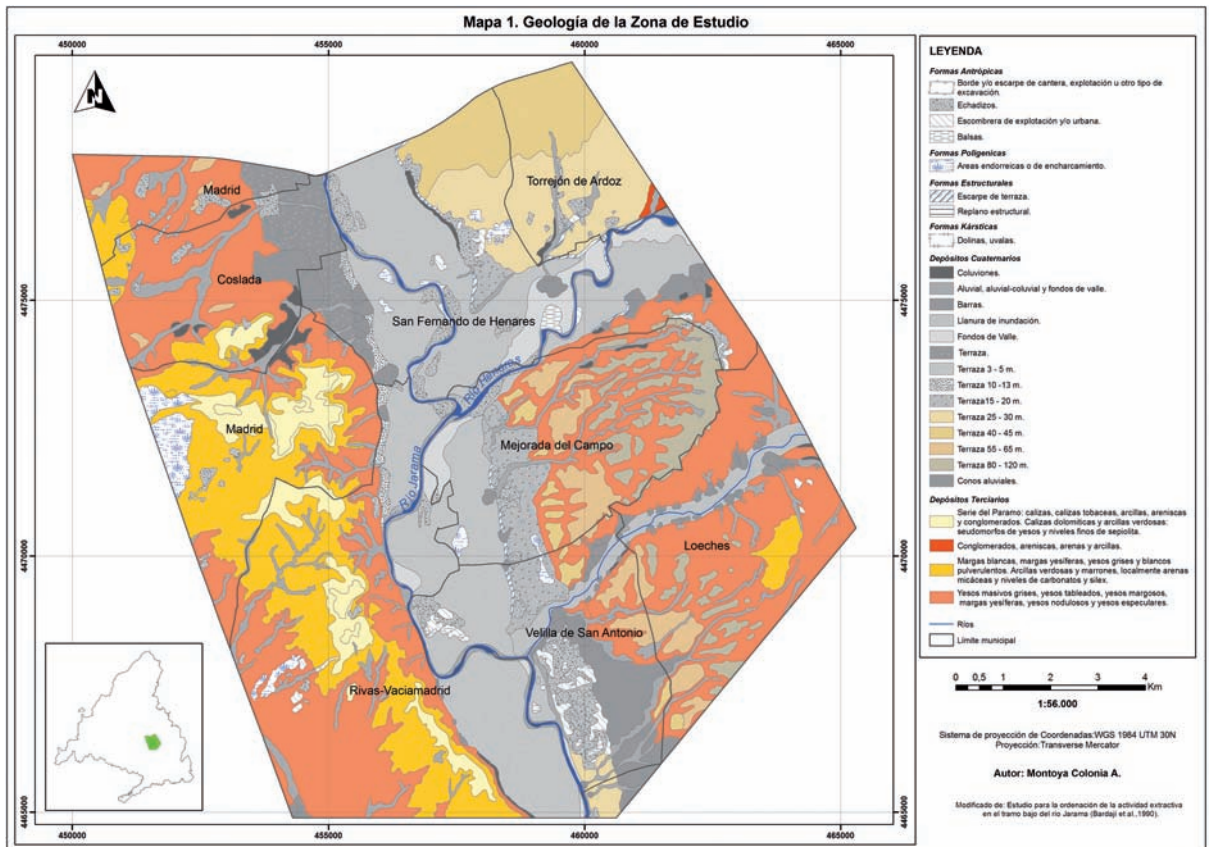 Mapa 1. Geología de la Zona de Estudio
450000
455000
460000
465000
N
Madrid
Torrejón de Ardoz
Coslada
4475000
4475000
San Fernando de Henares
Río Henares
Madrid
Mejorada del Campo
Río Jarama
4470000
4470000
Loeches
Velilla de San Antonio
Rivas-Vaciamadrid
4465000
4465000
450000
455000
460000
465000
LEYENDA
Formas Antrópicas
Borde y/o escarpe de cantera, explotación u otro tipo de
excavación.
Echadizos.
Escombrera de explotación y/o urbana.
Balsas.
Formas Poligenicas
Areas endorreicas o de encharcamiento.
Formas Estructurales
Escarpe de terraza.
Replano estructural.
Formas Kársticas
Dolinas, uvalas.
Depósitos Cuaternarios
Coluviones.
Aluvial, aluvial-coluvial y fondos de valle.
Barras.
Llanura de inundación.
Fondos de Valle.
Terraza.
Terraza 3 - 5 m.
Terraza 10 -13 m.
Terraza15 - 20 m.
Terraza 25 - 30 m.
Terraza 40 - 45 m.
Terraza 55 - 65 m.
Terraza 80 - 120 m.
Conos aluviales.
Depósitos Terciarios
Serie del Paramo: calizas, calizas tobaceas, arcillas, areniscas
y conglomerados. Calizas dolomiticas y arcillas verdosas:
seudomorfos de yesos y niveles finos de sepiolita.
Conglomerados, areniscas, arenas y arcillas.
Margas blancas, margas yesíferas, yesos grises y blancos
pulverulentos. Arcillas verdosas y marrones, localmente arenas
micáceas y niveles de carbonatos y silex.
Yesos masivos grises, yesos tableados, yesos margosos,
margas yesíferas, yesos nodulosos y yesos especulares.
Ríos
Límite municipal
0 0,5 1 2 3 4
Km
1:56.000
Sistema de proyección de Coordenadas:WGS 1984 UTM 30N
Proyección:Transverse Mercator
Autor: Montoya Colonia A.
Modificado de: Estudio para la ordenación de la actividad extractiva
en el tramo bajo del rio Jarama (Bardají et al.,1990).